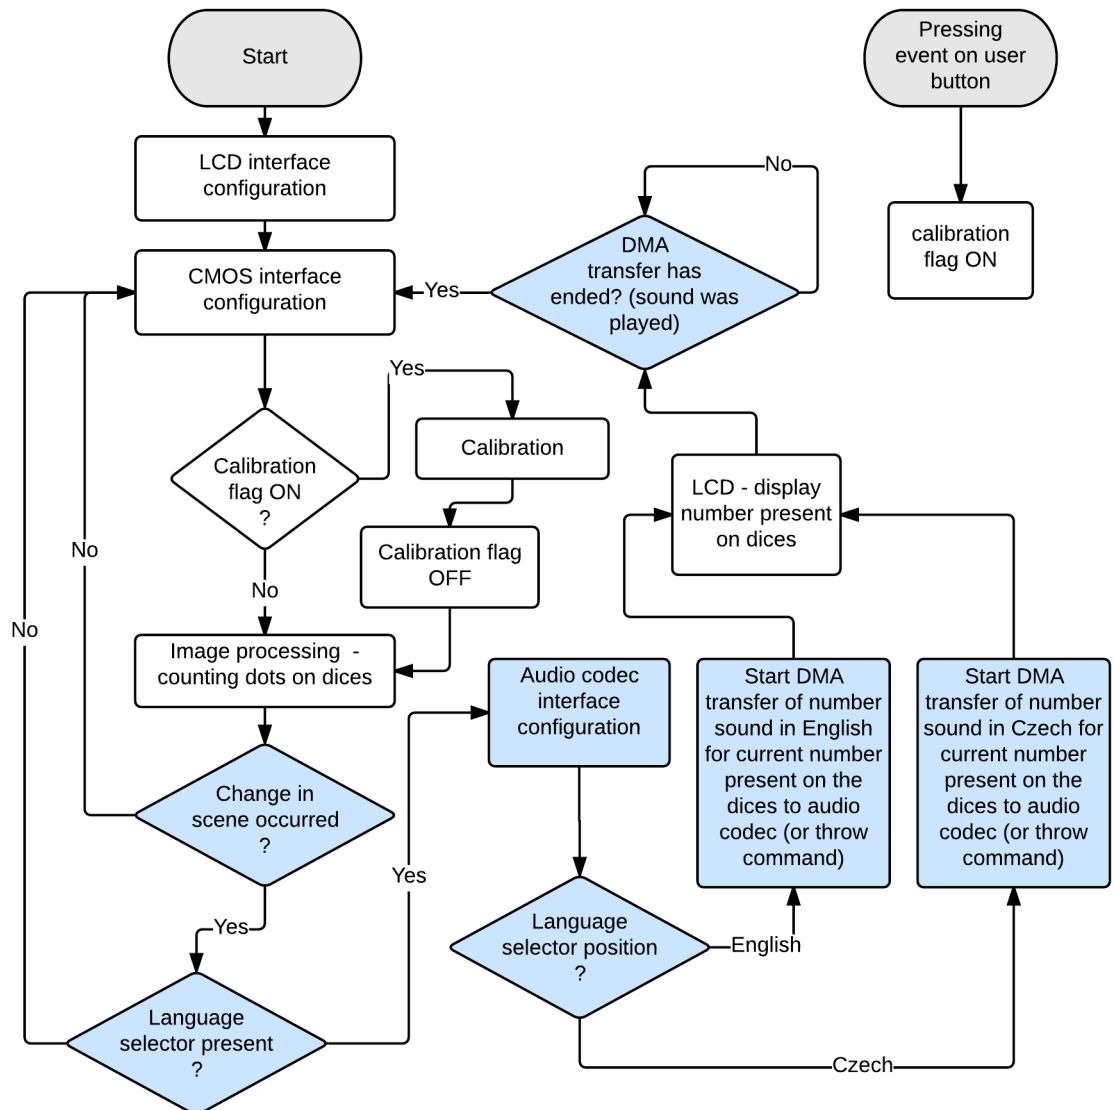 Start
Pressing
event on user
button
LCD interface
configuration
No
calibration
flag ON
DMA
transfer has
ended? (sound was
played)
CMOS interface
configuration
Yes
Yes
Calibration
Calibration
flag ON
?
LCD - display
number present
on dices
No
Calibration flag
OFF
No
No
Image processing  -
counting dots on dices
Audio codec
interface
configuration
Start DMA
transfer of number
sound in English
for current number
present on the
dices to audio
codec (or throw
command)
Start DMA
transfer of number
sound in Czech for
current number
present on the
dices to audio
codec (or throw
command)
Change in
scene occurred
?
Yes
Yes
Language
selector position
?
English
Language
selector present
?
Czech